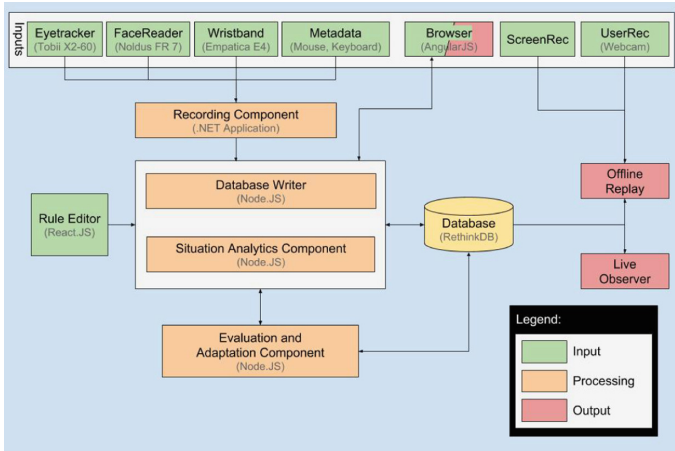 Inputs
Eyetracker
(Tobii X2-60)
FaceReader
(Noldus FR 7)
Wristband
(Empatica E4)
Metadata
(Mouse, Keyboard)
Browser
(AngularJS)
ScreenRec
UserRec
(Webcam)
Recording Component
(.NET Application)
Database Writer
(Node.JS)
Situation Analytics Component
(Node.JS)
Rule Editor
(React.JS)
Database
(RethinkDB)
Offline
Replay
Live
Observer
Evaluation and
Adaptation Component
(Node.JS)
Legend:
Input
Processing
Output